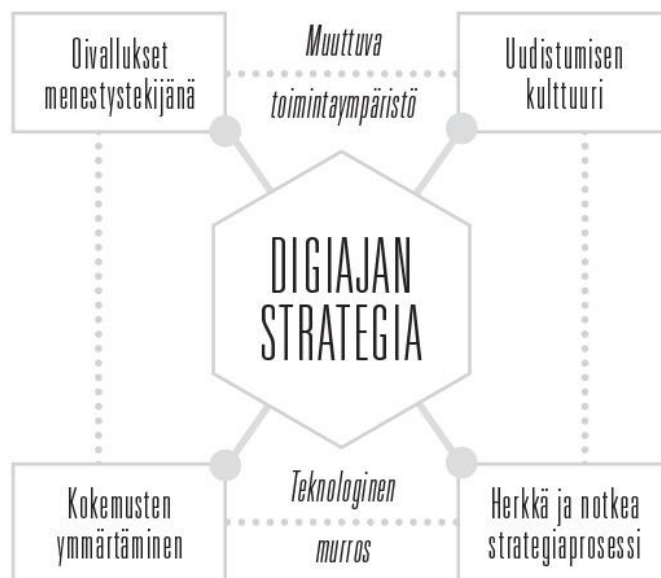 Oivallukset
menestystekijänä
Muuttuva
toimintaympäristö
Uudistumisen
kulttuuri
DIGIAJAN
STRATEGIA
Kokemusten
ymmärtäminen
Teknologinen
murros
Herkkä ja notkea
strategiaprosessi